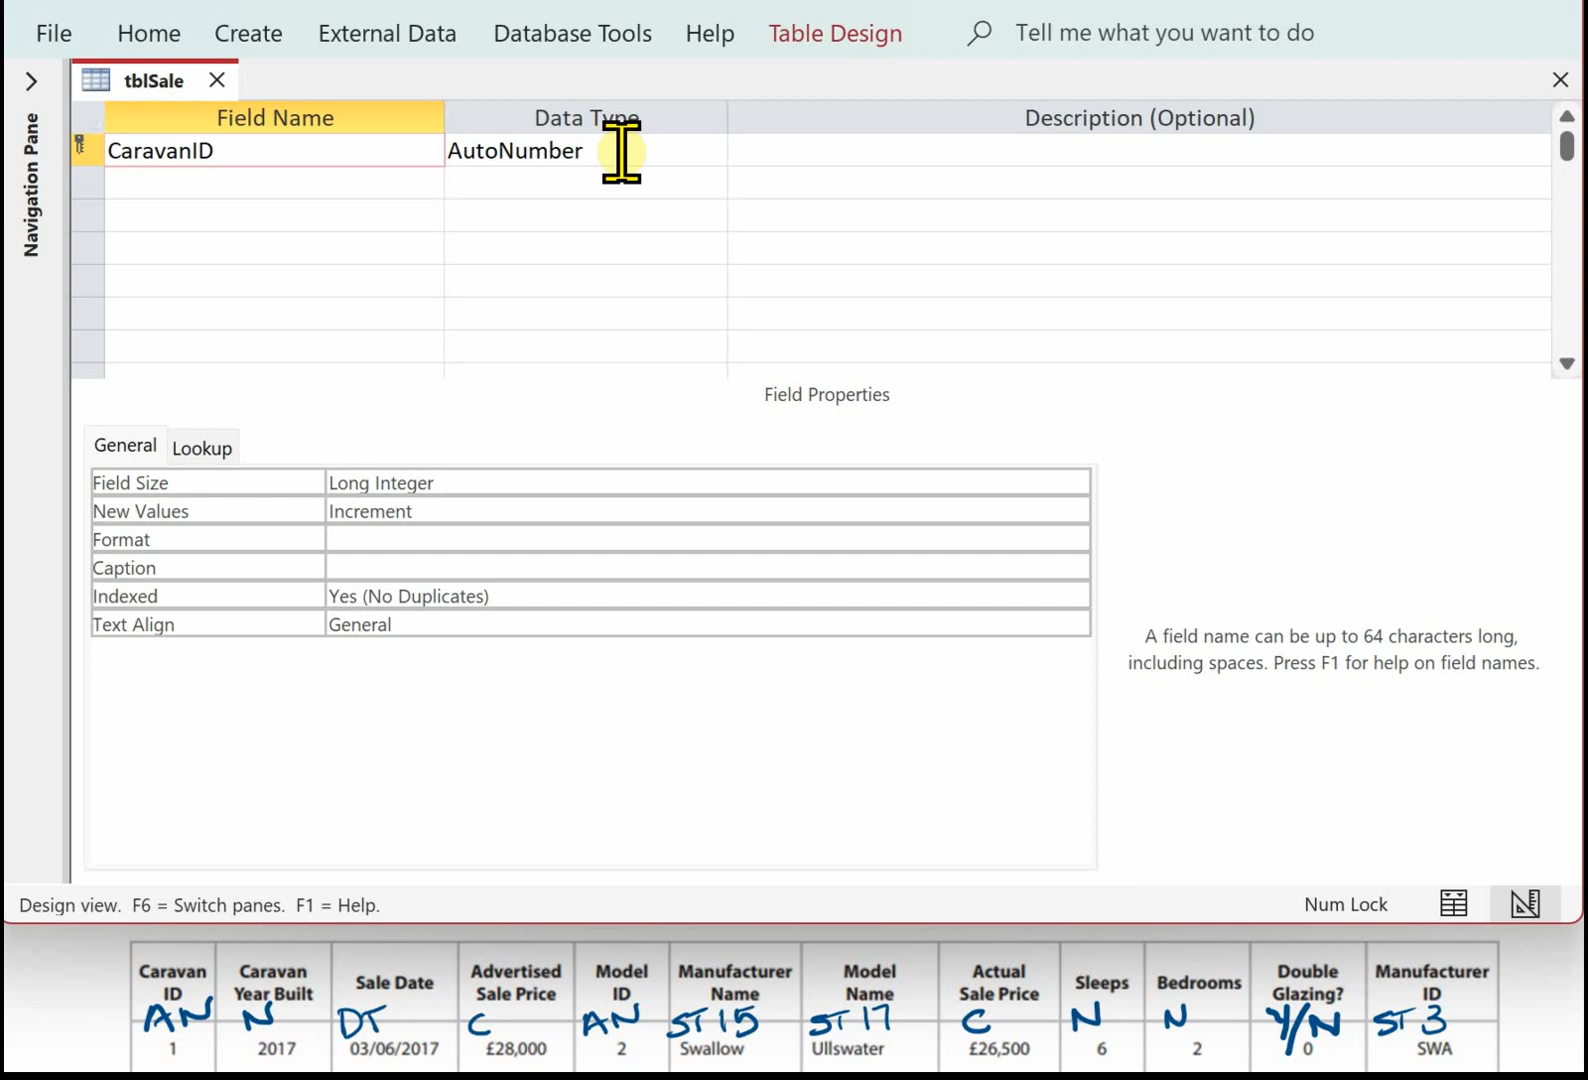 File Home Create External Data Database Tools Help Table Design Tell me what you want to do
tblSale
Navigation Pane
Field Name Data Type Description (Optional)
CaravanID AutoNumber
Field Properties
General Lookup
Field Size Long Integer
New Values Increment
Format
Caption
Indexed Yes (No Duplicates)
Text Align General
A field name can be up to 64 characters long,
including spaces. Press F1 for help on field names.
Design view. F6 = Switch panes. F1 = Help. Num Lock
Caravan Caravan Sale Date Advertised Model Manufacturer Model Actual Sleeps Bedrooms Double Manufacturer
ID Year Built Sale Price ID Name Name Sale Price Glazing? ID
AN N DT C AN ST 15 ST 17 C N N Y/N ST 3
1 2017 03/06/2017 £28,000 2 Swallow Ullswater £26,500 6 2 0 SWA